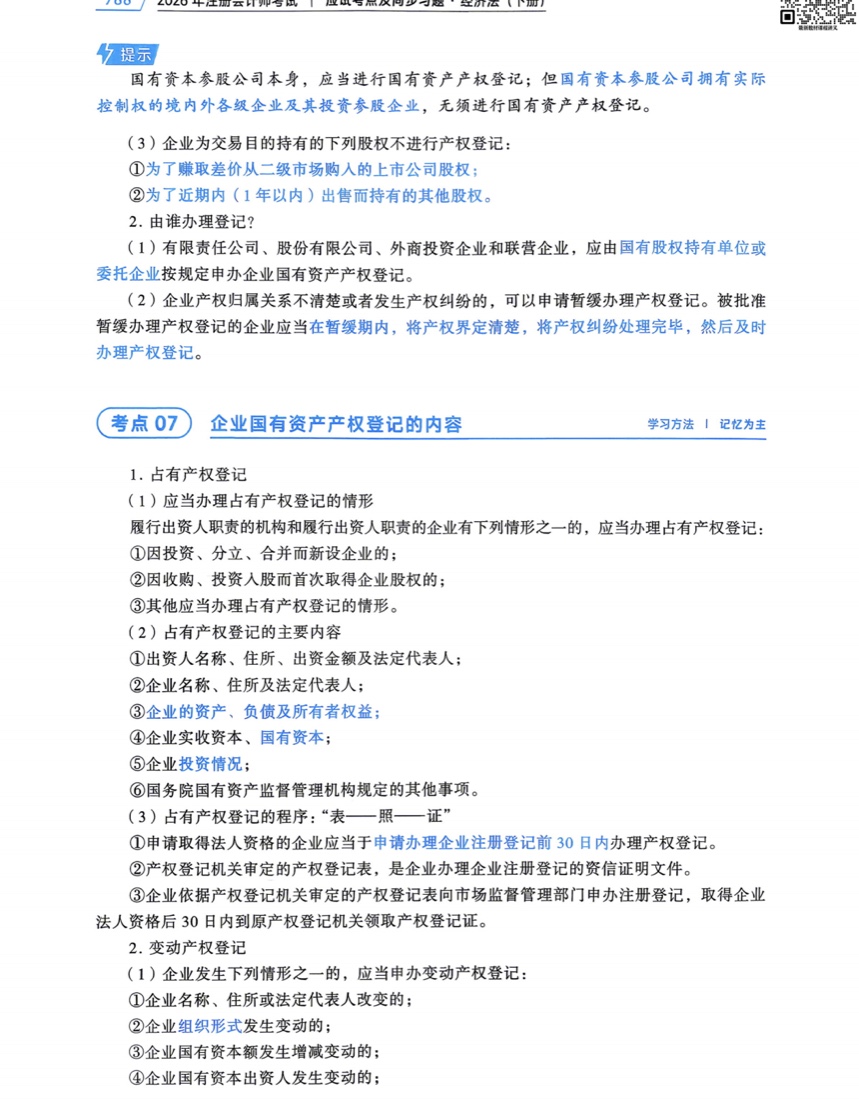 788 2026 年注册会计师考试 | 应试考点及同步习题·经济法（下册）
提示
国有资本参股公司本身，应当进行国有资产产权登记；但国有资本参股公司拥有实际
控制权的境内外各级企业及其投资参股企业，无须进行国有资产产权登记。
（3）企业为交易目的持有的下列股权不进行产权登记：
①为了赚取差价从二级市场购入的上市公司股权；
②为了近期内（1 年以内）出售而持有的其他股权。
2. 由谁办理登记？
（1）有限责任公司、股份有限公司、外商投资企业和联营企业，应由国有股权持有单位或
委托企业按规定申办企业国有资产产权登记。
（2）企业产权归属关系不清楚或者发生产权纠纷的，可以申请暂缓办理产权登记。被批准
暂缓办理产权登记的企业应当在暂缓期内，将产权界定清楚，将产权纠纷处理完毕，然后及时
办理产权登记。
考点 07 企业国有资产产权登记的内容 学习方法 | 记忆为主
1. 占有产权登记
（1）应当办理占有产权登记的情形
履行出资人职责的机构和履行出资人职责的企业有下列情形之一的，应当办理占有产权登记：
①因投资、分立、合并而新设企业的；
②因收购、投资入股而首次取得企业股权的；
③其他应当办理占有产权登记的情形。
（2）占有产权登记的主要内容
①出资人名称、住所、出资金额及法定代表人；
②企业名称、住所及法定代表人；
③企业的资产、负债及所有者权益；
④企业实收资本、国有资本；
⑤企业投资情况；
⑥国务院国有资产监督管理机构规定的其他事项。
（3）占有产权登记的程序：“表——照——证”
①申请取得法人资格的企业应当于申请办理企业注册登记前 30 日内办理产权登记。
②产权登记机关审定的产权登记表，是企业办理企业注册登记的资信证明文件。
③企业依据产权登记机关审定的产权登记表向市场监督管理部门申办注册登记，取得企业
法人资格后 30 日内到原产权登记机关领取产权登记证。
2. 变动产权登记
（1）企业发生下列情形之一的，应当申办变动产权登记：
①企业名称、住所或法定代表人改变的；
②企业组织形式发生变动的；
③企业国有资本额发生增减变动的；
④企业国有资本出资人发生变动的；